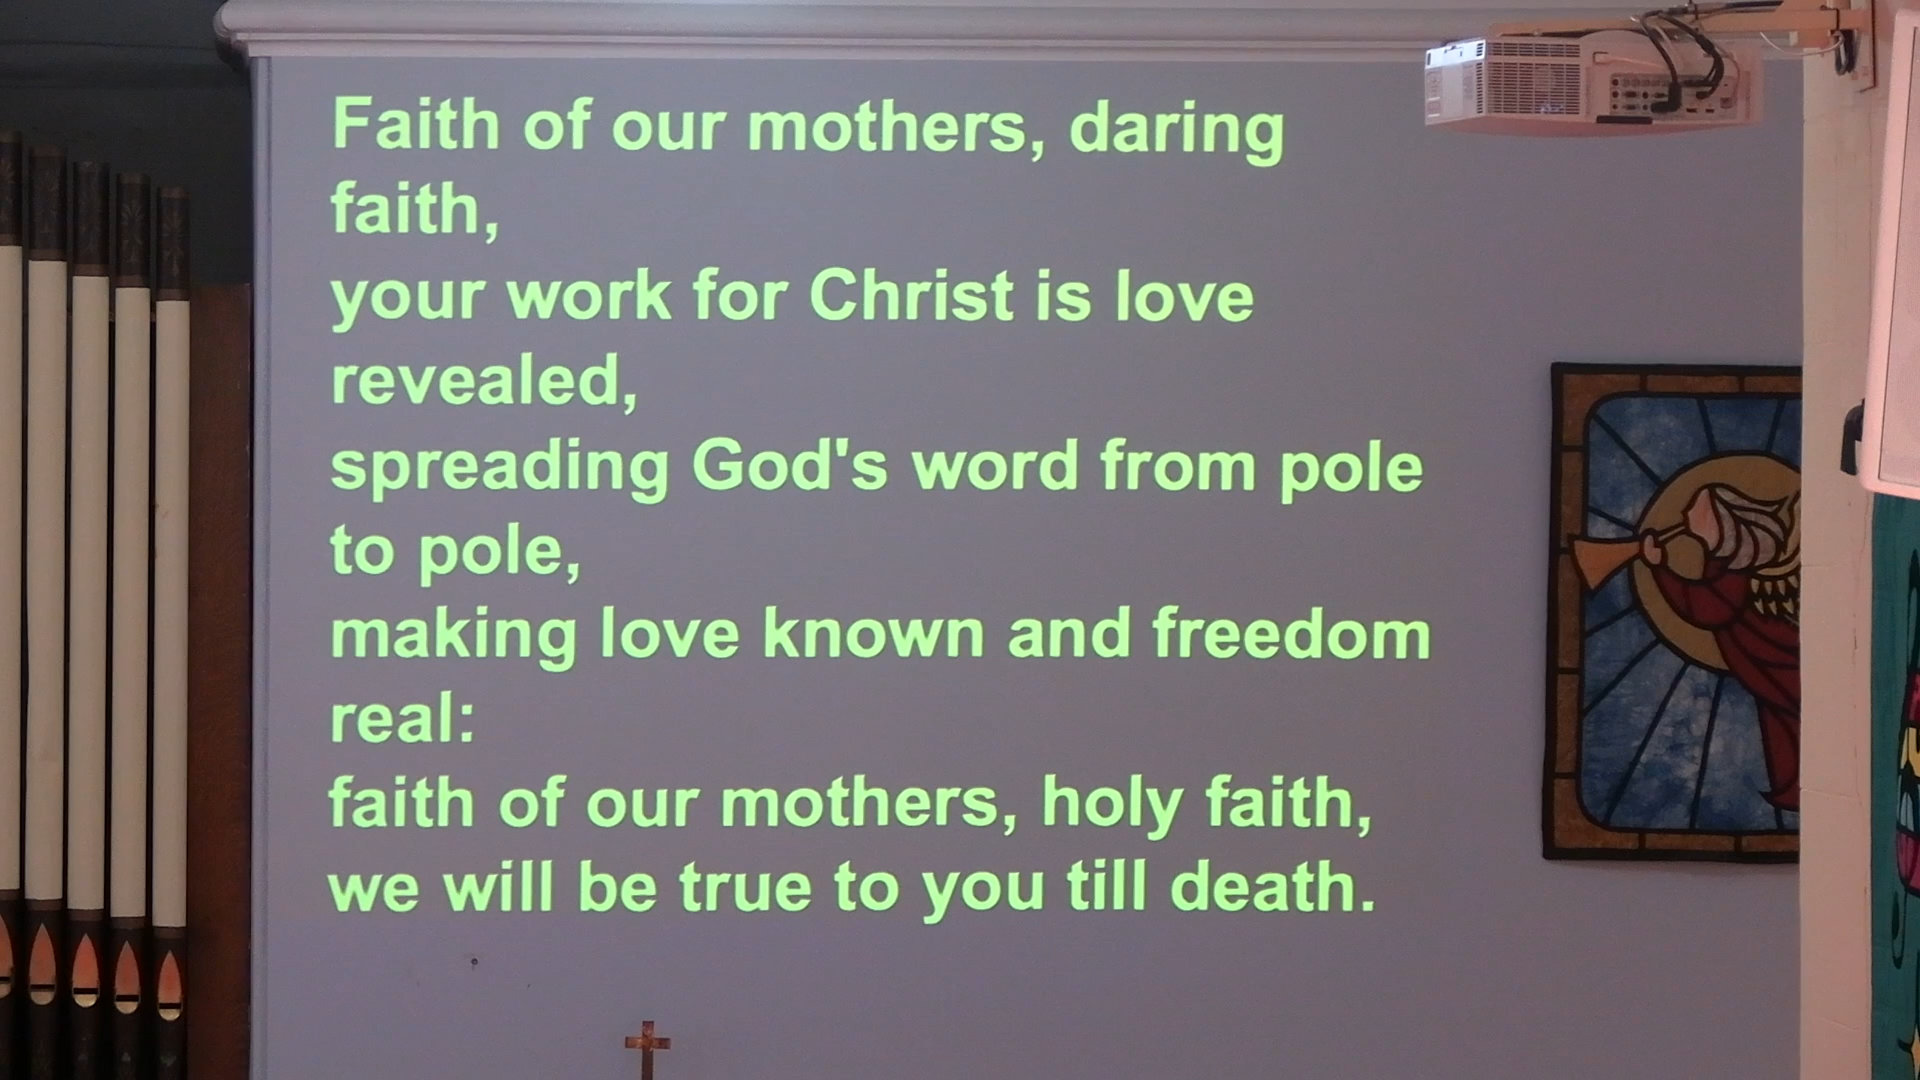 Faith of our mothers, daring
faith,
your work for Christ is love
revealed,
spreading God's word from pole
to pole,
making love known and freedom
real:
faith of our mothers, holy faith,
we will be true to you till death.